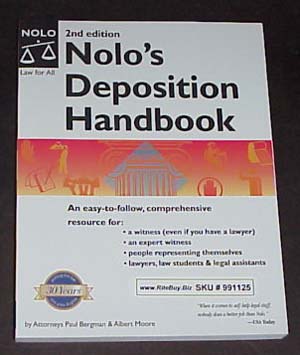 NOLO
Law for All
2nd edition
Nolo's
Deposition
Handbook
An easy-to-follow, comprehensive
resource for:
• a witness (even if you have a lawyer)
• an expert witness
• people representing themselves
• lawyers, law students & legal assistants
30 Years
www.RiteBuy.Biz SKU # 991125
"When it comes to self-help legal stuff,
nobody does a better job than Nolo."
—USA Today
by Attorneys Paul Bergman & Albert Moore